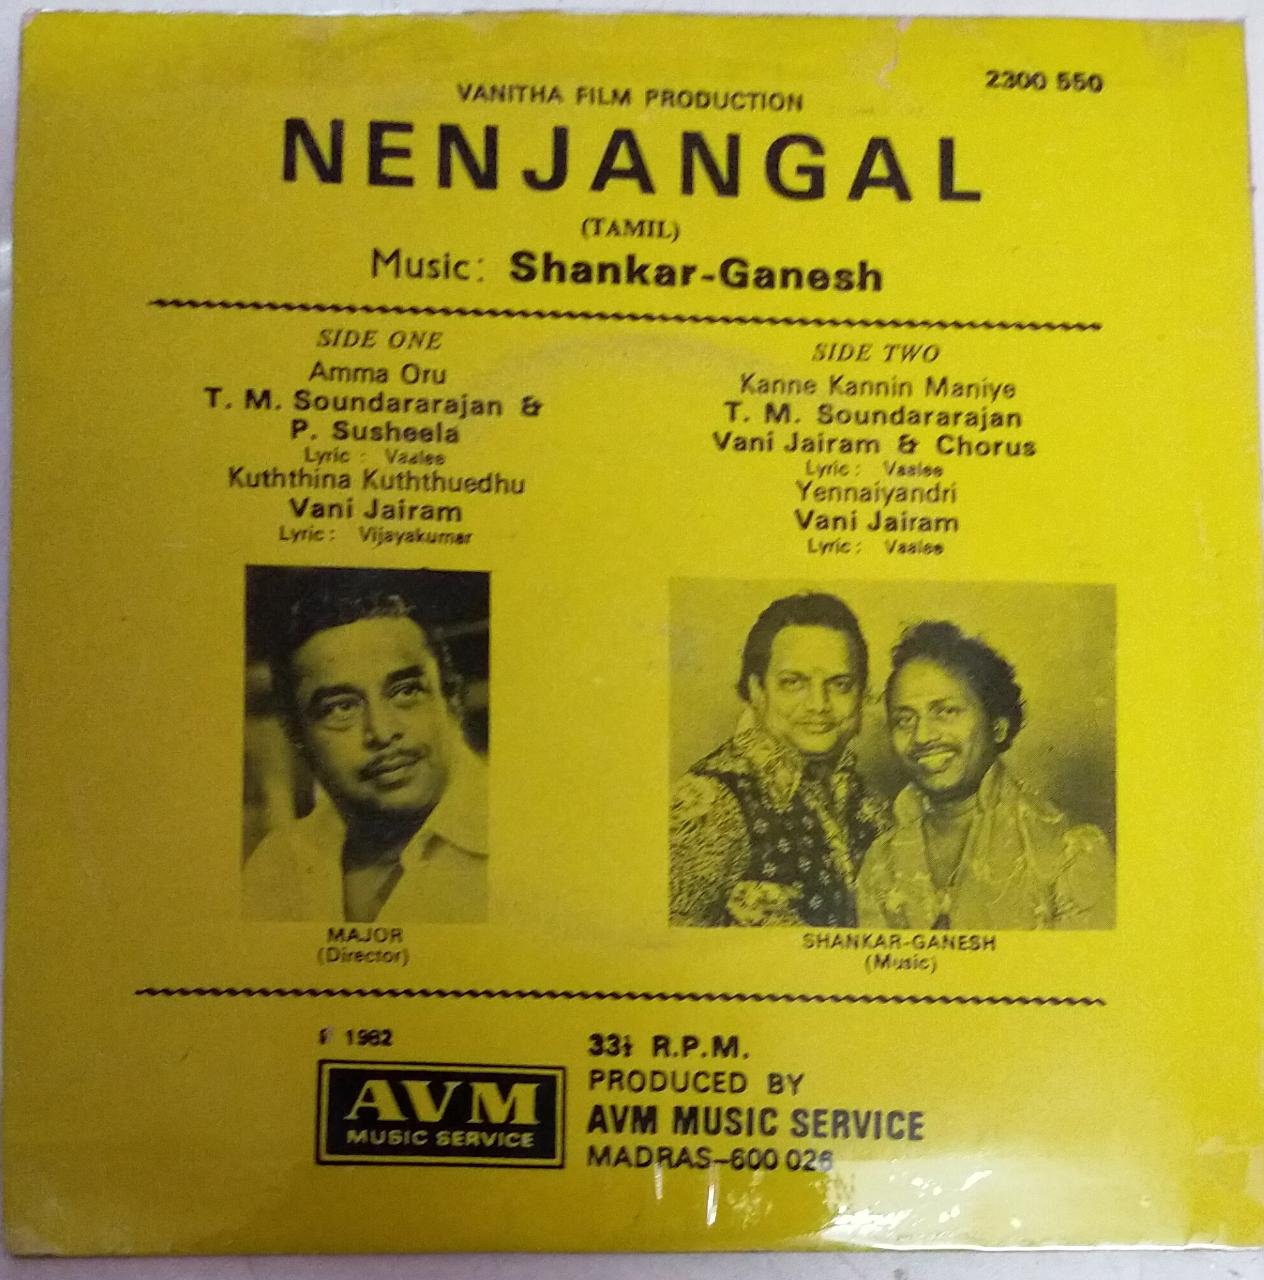 2300 550
VANITHA FILM PRODUCTION
NENJANGAL
(TAMIL)
Music: Shankar-Ganesh
SIDE ONE
Amma Oru
T. M. Soundararajan &
P. Susheela
Lyric : Vaalee
Kuththina Kuththuedhu
Vani Jairam
Lyric : Vijayakumar
SIDE TWO
Kanne Kannin Maniye
T. M. Soundararajan
Vani Jairam & Chorus
Lyric : Vaalee
Yennaiyandri
Vani Jairam
Lyric : Vaalee
MAJOR
(Director)
SHANKAR-GANESH
(Music)
℗ 1982
AVM
MUSIC SERVICE
33⅓ R.P.M.
PRODUCED BY
AVM MUSIC SERVICE
MADRAS-600 026